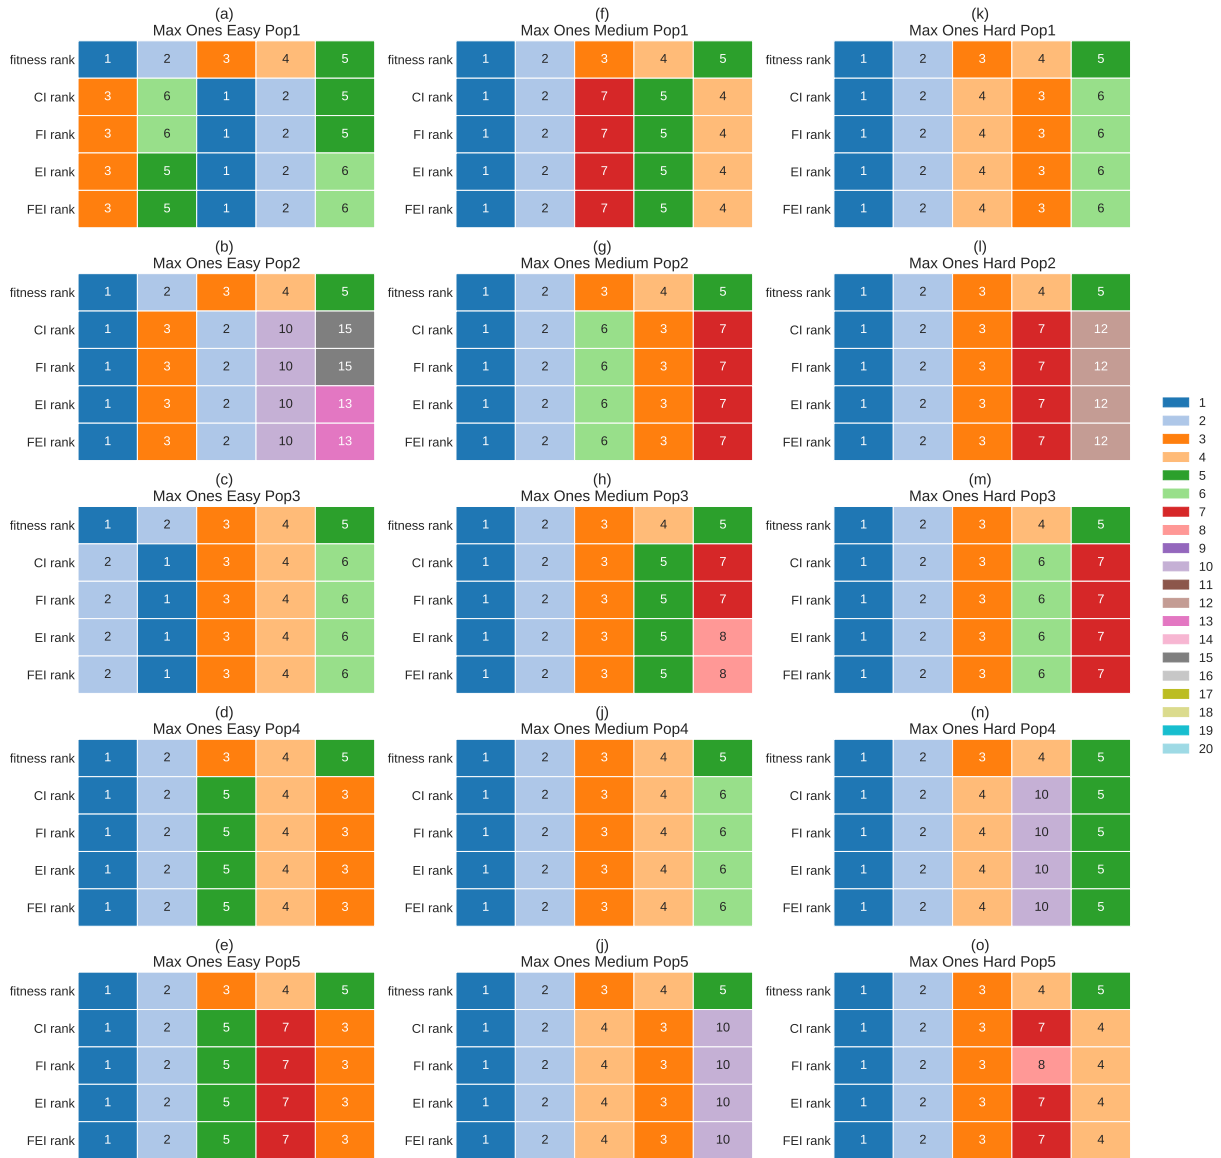 (a)
Max Ones Easy Pop1
fitness rank 1 2 3 4 5
CI rank 3 6 1 2 5
FI rank 3 6 1 2 5
EI rank 3 5 1 2 6
FEI rank 3 5 1 2 6
(b)
Max Ones Easy Pop2
fitness rank 1 2 3 4 5
CI rank 1 3 2 10 15
FI rank 1 3 2 10 15
EI rank 1 3 2 10 13
FEI rank 1 3 2 10 13
(c)
Max Ones Easy Pop3
fitness rank 1 2 3 4 5
CI rank 2 1 3 4 6
FI rank 2 1 3 4 6
EI rank 2 1 3 4 6
FEI rank 2 1 3 4 6
(d)
Max Ones Easy Pop4
fitness rank 1 2 3 4 5
CI rank 1 2 5 4 3
FI rank 1 2 5 4 3
EI rank 1 2 5 4 3
FEI rank 1 2 5 4 3
(e)
Max Ones Easy Pop5
fitness rank 1 2 3 4 5
CI rank 1 2 5 7 3
FI rank 1 2 5 7 3
EI rank 1 2 5 7 3
FEI rank 1 2 5 7 3
(f)
Max Ones Medium Pop1
fitness rank 1 2 3 4 5
CI rank 1 2 7 5 4
FI rank 1 2 7 5 4
EI rank 1 2 7 5 4
FEI rank 1 2 7 5 4
(g)
Max Ones Medium Pop2
fitness rank 1 2 3 4 5
CI rank 1 2 6 3 7
FI rank 1 2 6 3 7
EI rank 1 2 6 3 7
FEI rank 1 2 6 3 7
(h)
Max Ones Medium Pop3
fitness rank 1 2 3 4 5
CI rank 1 2 3 5 7
FI rank 1 2 3 5 7
EI rank 1 2 3 5 8
FEI rank 1 2 3 5 8
(j)
Max Ones Medium Pop4
fitness rank 1 2 3 4 5
CI rank 1 2 3 4 6
FI rank 1 2 3 4 6
EI rank 1 2 3 4 6
FEI rank 1 2 3 4 6
(j)
Max Ones Medium Pop5
fitness rank 1 2 3 4 5
CI rank 1 2 4 3 10
FI rank 1 2 4 3 10
EI rank 1 2 4 3 10
FEI rank 1 2 4 3 10
(k)
Max Ones Hard Pop1
fitness rank 1 2 3 4 5
CI rank 1 2 4 3 6
FI rank 1 2 4 3 6
EI rank 1 2 4 3 6
FEI rank 1 2 4 3 6
(l)
Max Ones Hard Pop2
fitness rank 1 2 3 4 5
CI rank 1 2 3 7 12
FI rank 1 2 3 7 12
EI rank 1 2 3 7 12
FEI rank 1 2 3 7 12
(m)
Max Ones Hard Pop3
fitness rank 1 2 3 4 5
CI rank 1 2 3 6 7
FI rank 1 2 3 6 7
EI rank 1 2 3 6 7
FEI rank 1 2 3 6 7
(n)
Max Ones Hard Pop4
fitness rank 1 2 3 4 5
CI rank 1 2 4 10 5
FI rank 1 2 4 10 5
EI rank 1 2 4 10 5
FEI rank 1 2 4 10 5
(o)
Max Ones Hard Pop5
fitness rank 1 2 3 4 5
CI rank 1 2 3 7 4
FI rank 1 2 3 8 4
EI rank 1 2 3 7 4
FEI rank 1 2 3 7 4
1
2
3
4
5
6
7
8
9
10
11
12
13
14
15
16
17
18
19
20